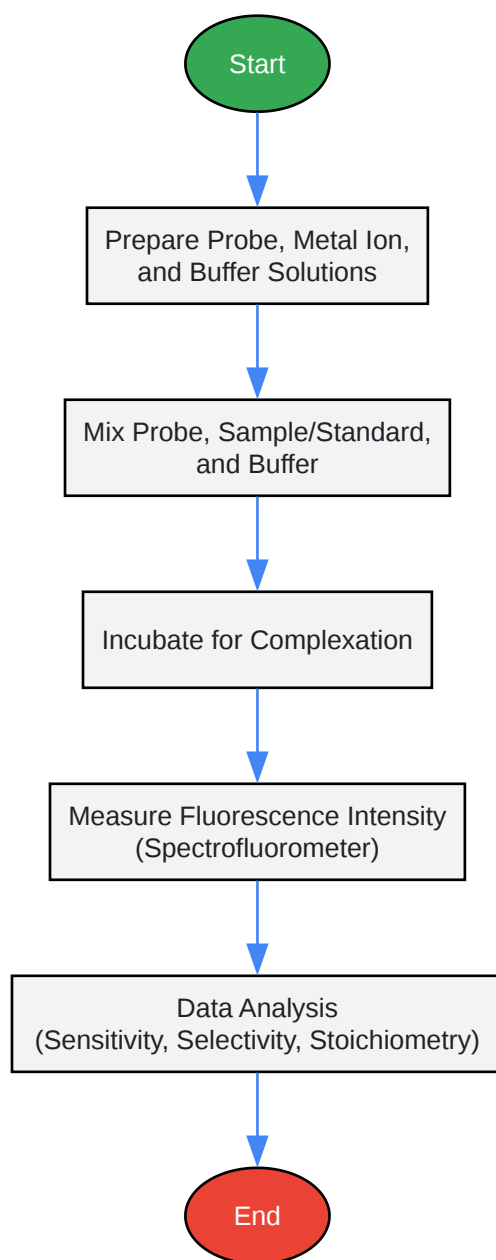 Start
Prepare Probe, Metal Ion,
and Buffer Solutions
Mix Probe, Sample/Standard,
and Buffer
Incubate for Complexation
Measure Fluorescence Intensity
(Spectrofluorometer)
Data Analysis
(Sensitivity, Selectivity, Stoichiometry)
End